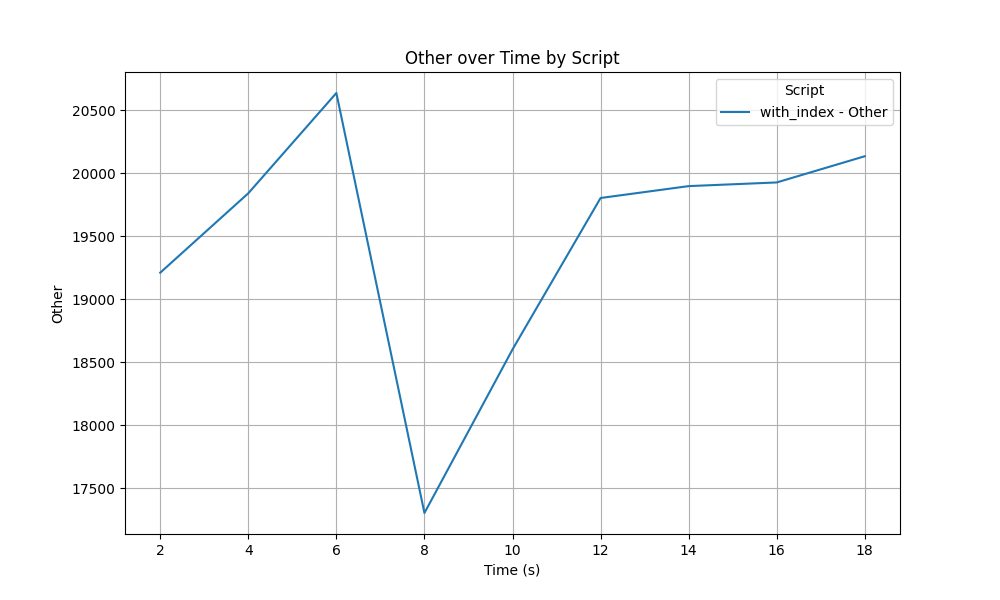 Other over Time by Script
Script
with_index - Other
20500
20000
19500
19000
18500
18000
17500
Other
2 4 6 8 10 12 14 16 18
Time (s)